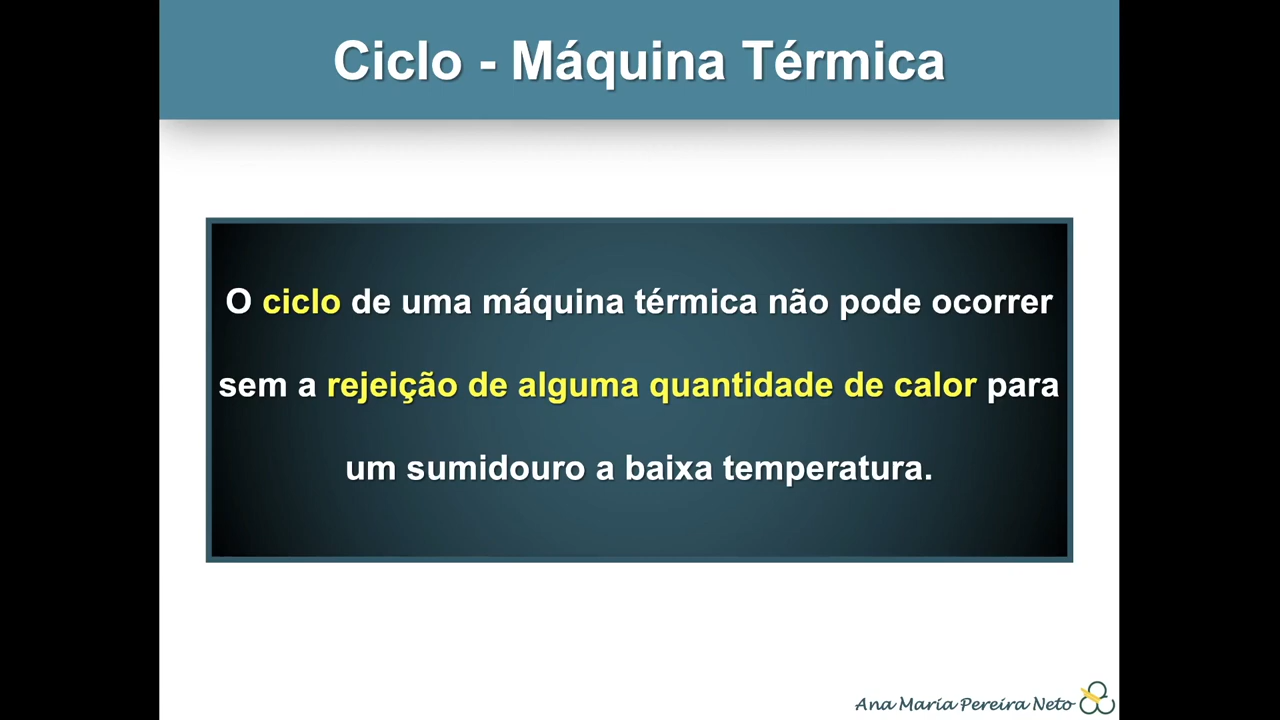 Ciclo - Máquina Térmica
O ciclo de uma máquina térmica não pode ocorrer
sem a rejeição de alguma quantidade de calor para
um sumidouro a baixa temperatura.
Ana Maria Pereira Neto